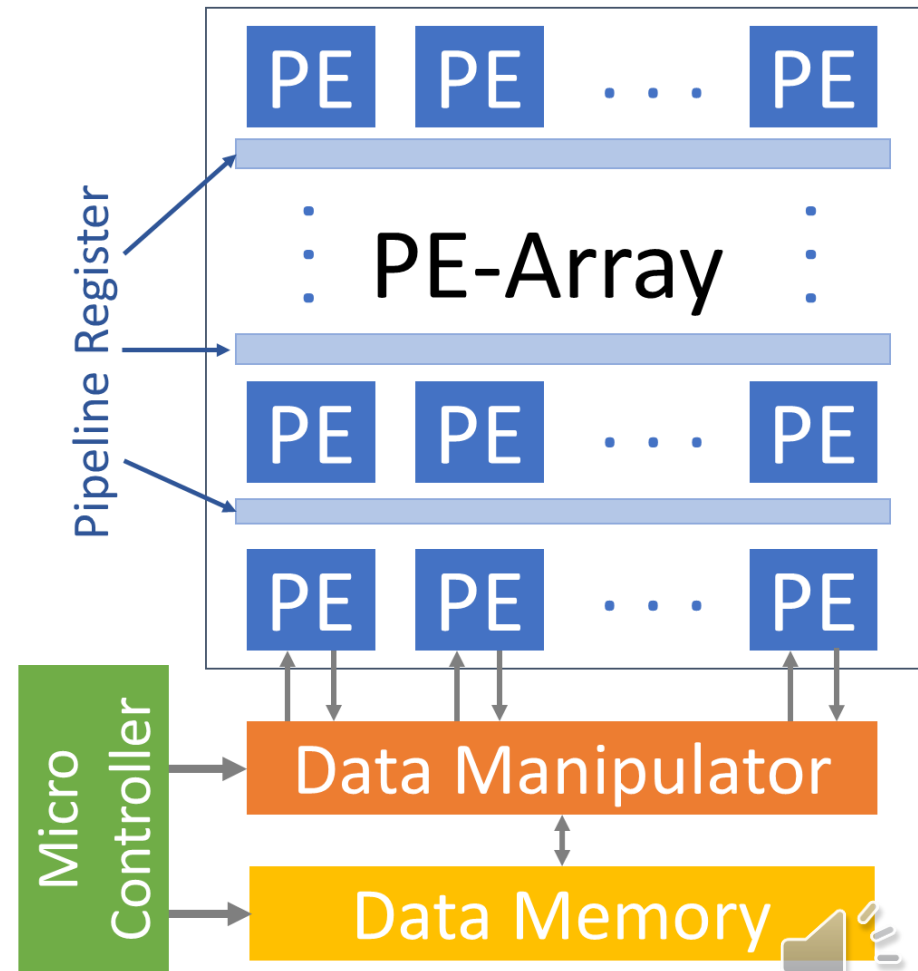 PE PE . . . PE
Pipeline Register
PE-Array
PE PE . . . PE
PE PE . . . PE
Micro
Controller
Data Manipulator
Data Memory